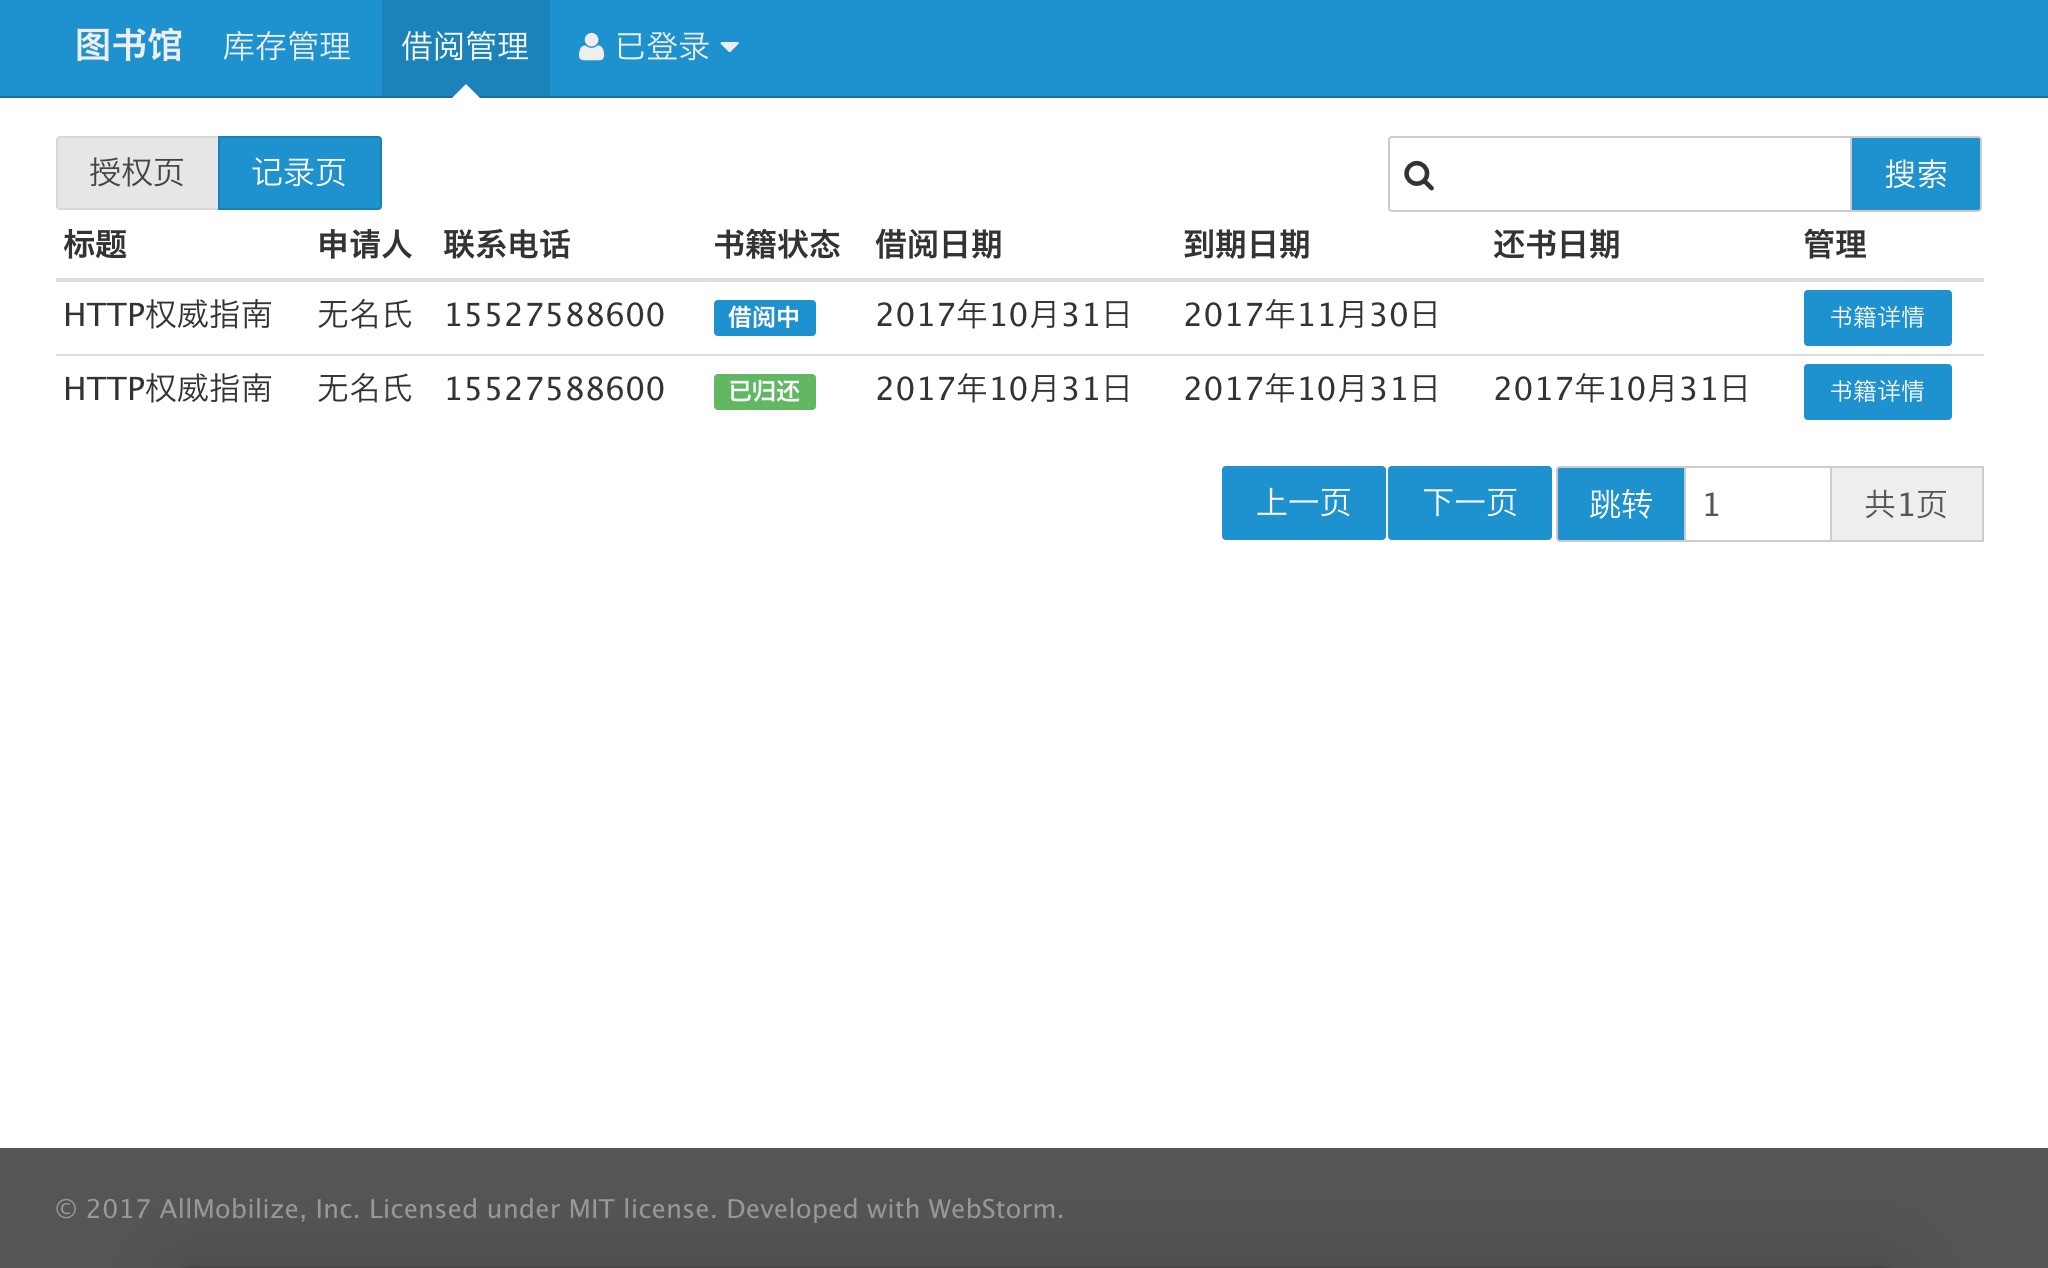 图书馆 库存管理 借阅管理 已登录
授权页 记录页 搜索
标题 申请人 联系电话 书籍状态 借阅日期 到期日期 还书日期 管理
HTTP权威指南 无名氏 15527588600 借阅中 2017年10月31日 2017年11月30日 书籍详情
HTTP权威指南 无名氏 15527588600 已归还 2017年10月31日 2017年10月31日 2017年10月31日 书籍详情
上一页 下一页 跳转 1 共1页
© 2017 AllMobilize, Inc. Licensed under MIT license. Developed with WebStorm.